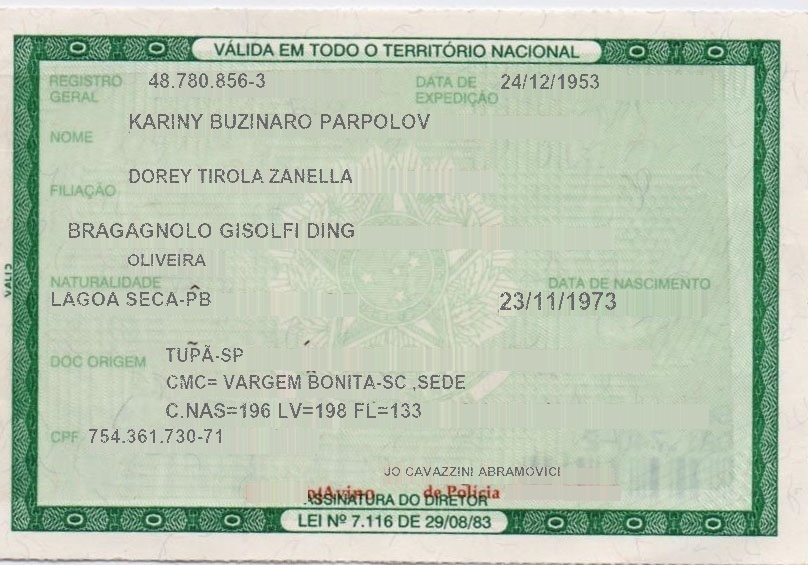 VÁLIDA EM TODO O TERRITÓRIO NACIONAL
REGISTRO GERAL 48.780.856-3 DATA DE EXPEDIÇÃO 24/12/1953
NOME KARINY BUZINARO PARPOLOV
FILIAÇÃO DOREY TIROLA ZANELLA
BRAGAGNOLO GISOLFI DING
OLIVEIRA
NATURALIDADE DATA DE NASCIMENTO
LAGOA SECA-PB 23/11/1973
DOC ORIGEM TUPÃ-SP
CMC= VARGEM BONITA-SC ,SEDE
C.NAS=196 LV=198 FL=133
CPF 754.361.730-71
JO CAVAZZINI ABRAMOVICI
de Polícia
ASSINATURA DO DIRETOR
LEI Nº 7.116 DE 29/08/83